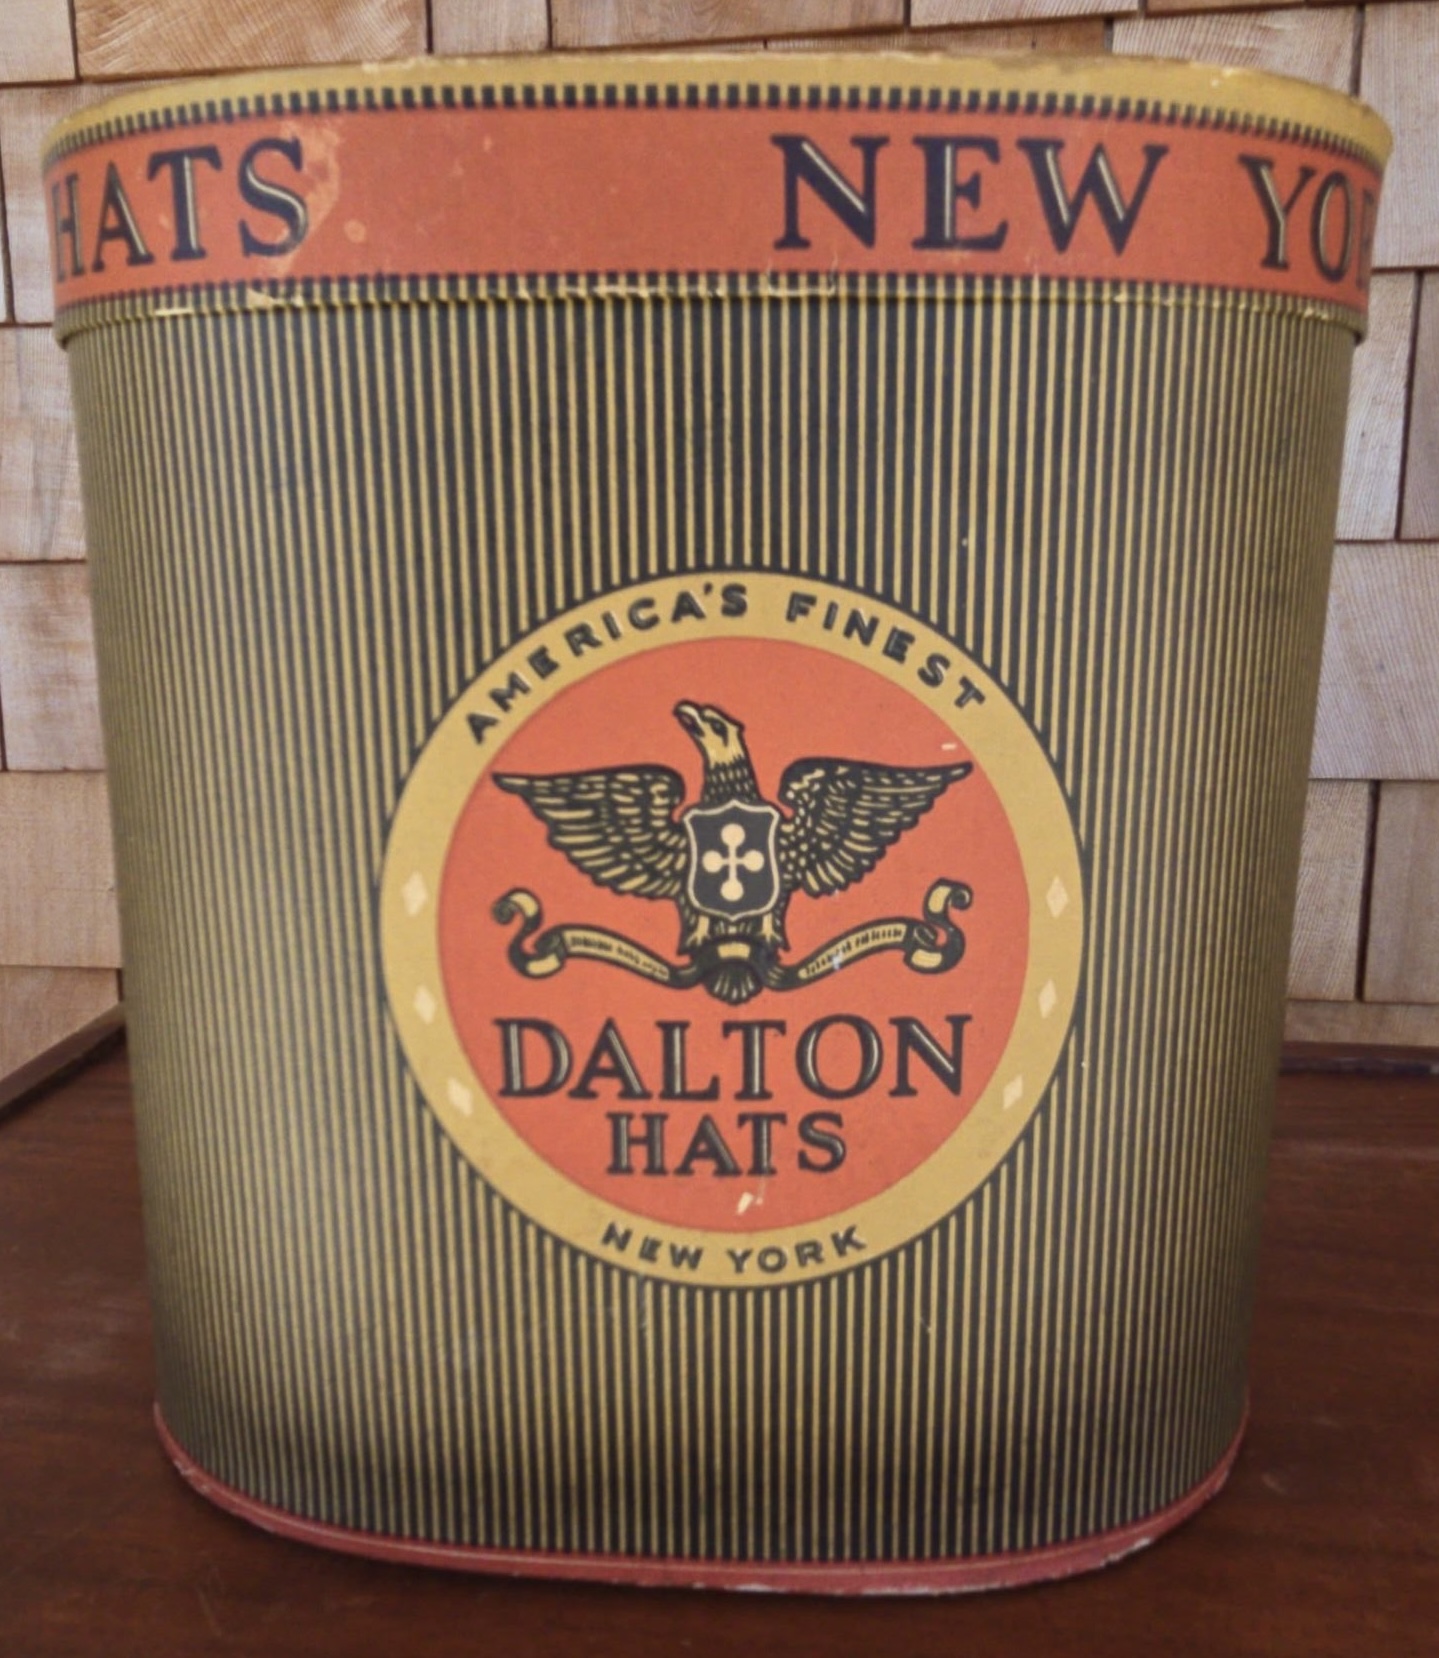 HATS NEW YO
AMERICA'S FINEST
DALTON
HATS
NEW YORK